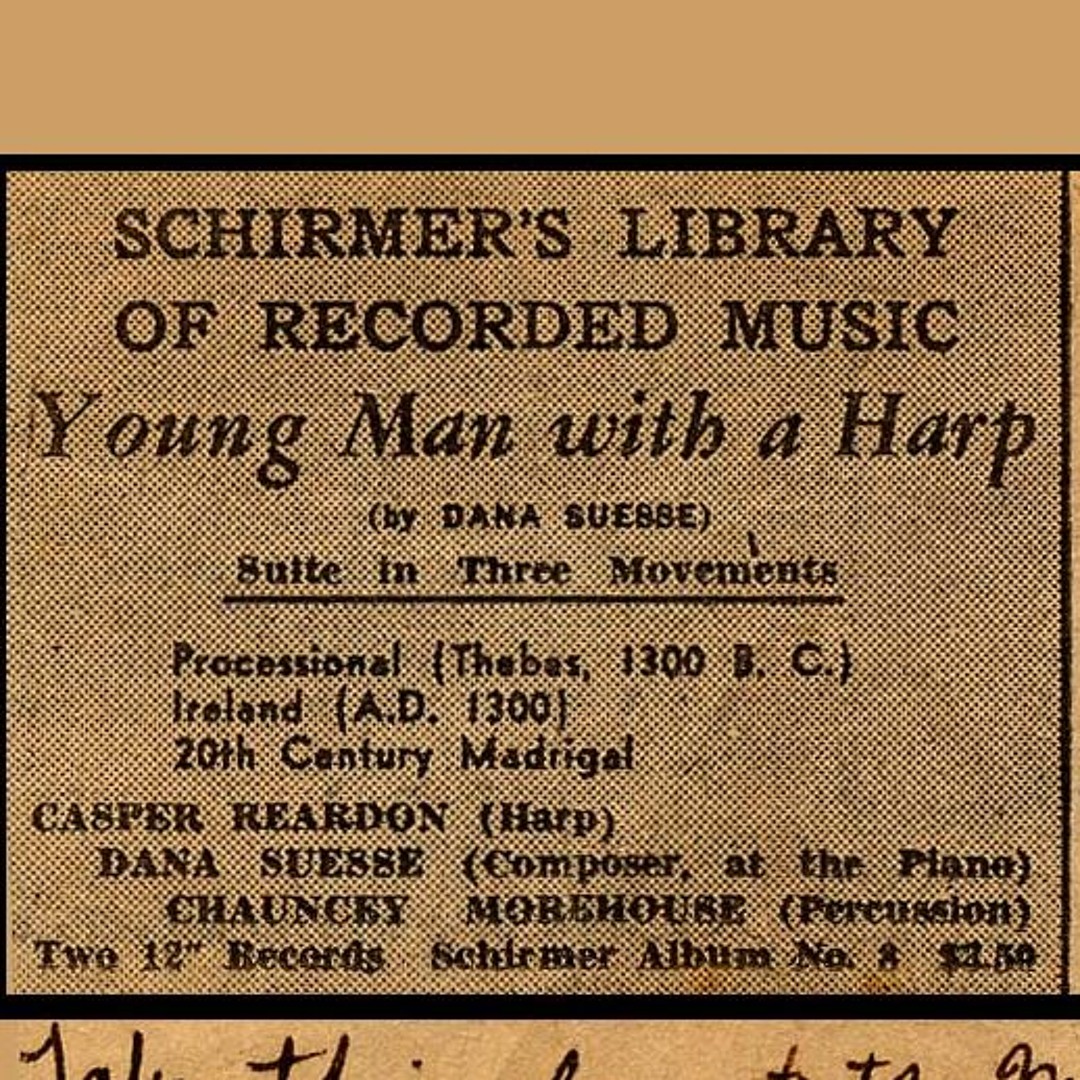 SCHIRMER'S LIBRARY
OF RECORDED MUSIC
Young Man with a Harp
(by DANA SUESSE)
Suite in Three Movements
Processional (Thebes, 1300 B. C.)
Ireland (A.D. 1300)
20th Century Madrigal
CASPER REARDON (Harp)
DANA SUESSE (Composer, at the Piano)
CHAUNCEY MOREHOUSE (Percussion)
Two 12" Records Schirmer Album No. 8